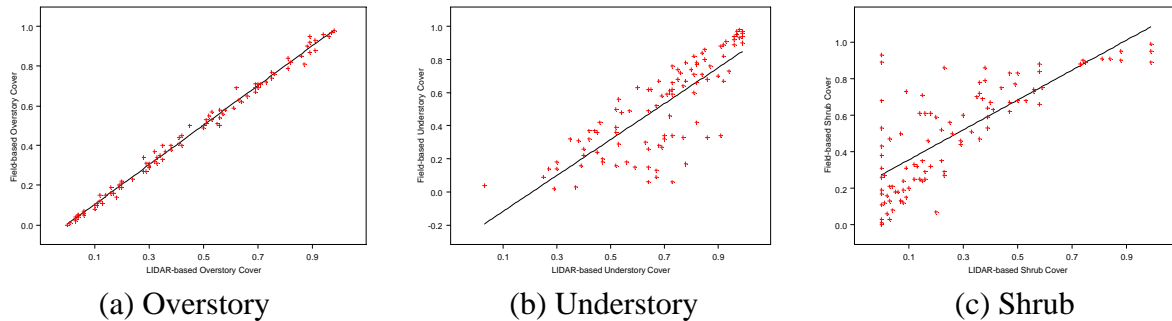 Field-based Overstory Cover
1.0
0.8
0.6
0.4
0.2
0.0
0.1 0.3 0.5 0.7 0.9
LIDAR-based Overstory Cover
(a) Overstory
Field-based Understory Cover
1.0
0.8
0.6
0.4
0.2
0.0
-0.2
0.1 0.3 0.5 0.7 0.9
LIDAR-based Understory Cover
(b) Understory
Field-based Shrub Cover
1.0
0.8
0.6
0.4
0.2
0.0
0.1 0.3 0.5 0.7 0.9
LIDAR-based Shrub Cover
(c) Shrub